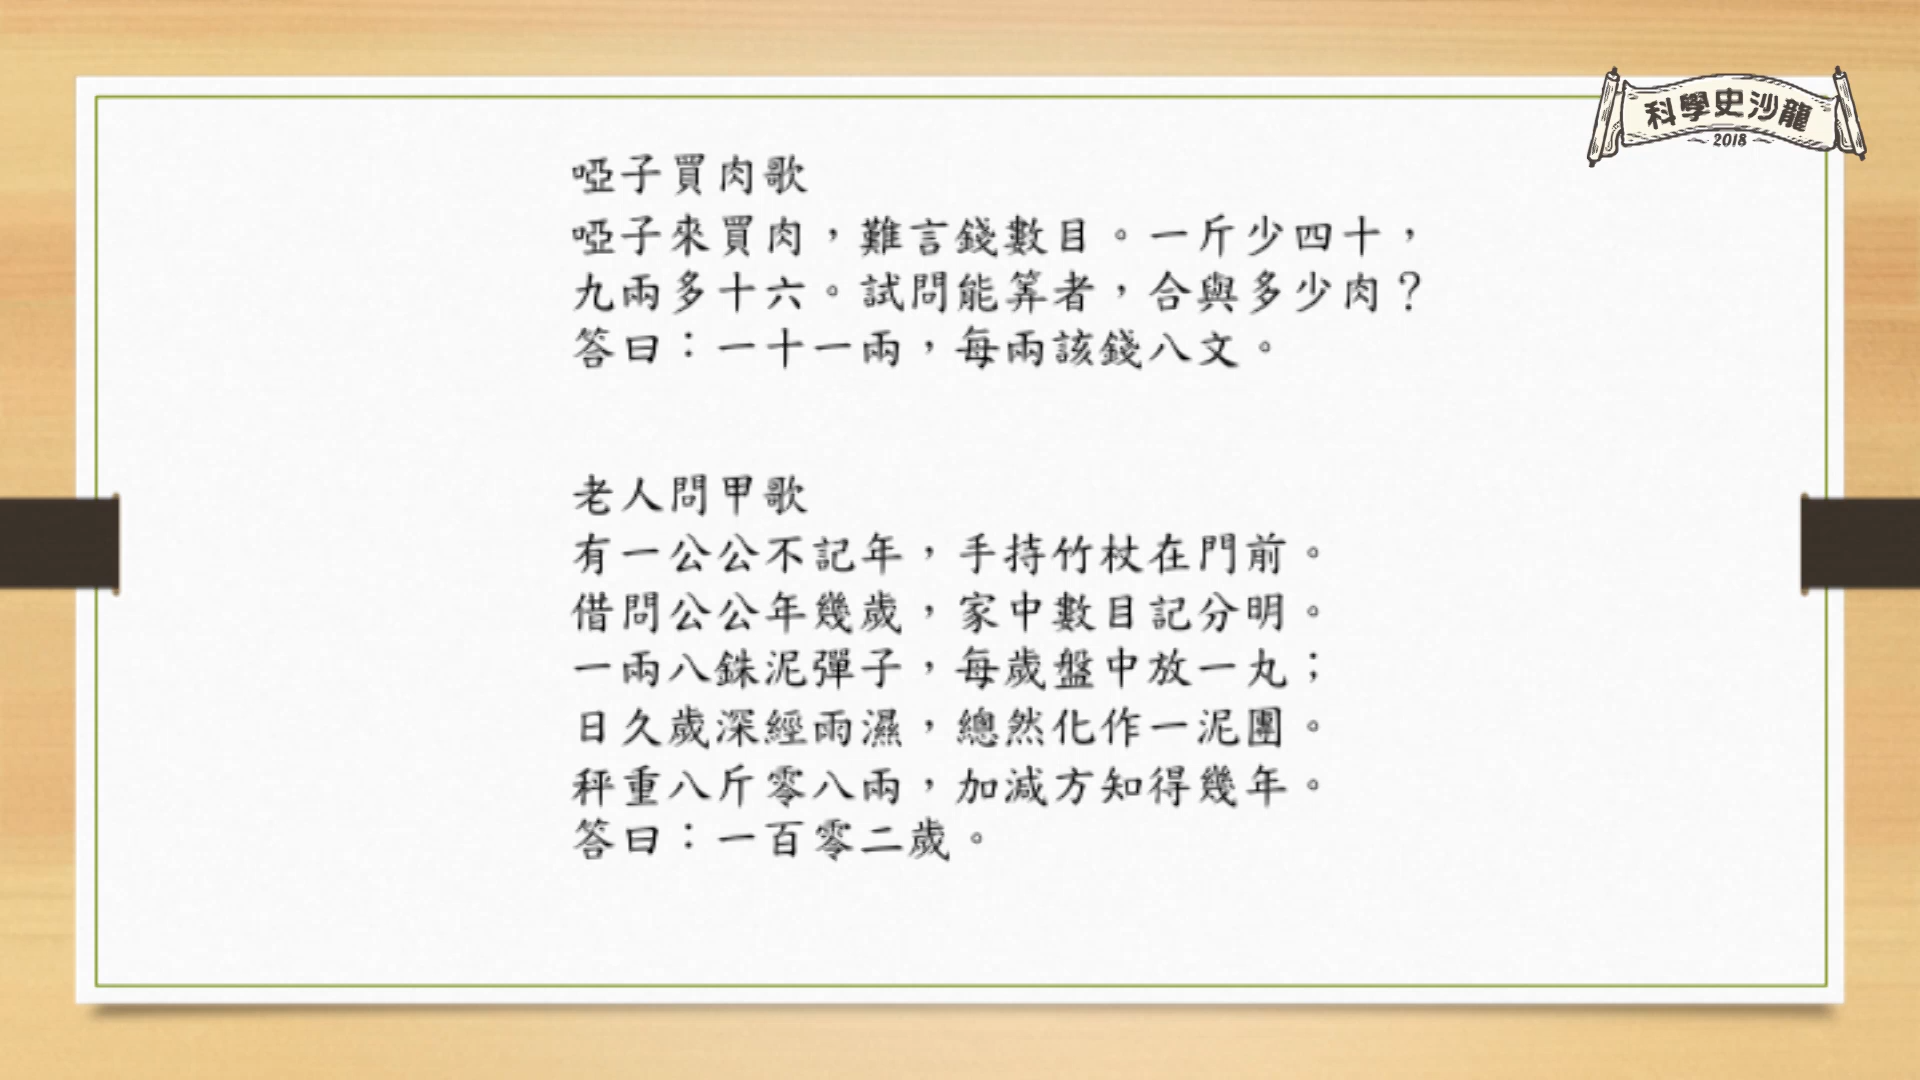 科學史沙龍
2018
啞子買肉歌
啞子來買肉，難言錢數目。一斤少四十，
九兩多十六。試問能筭者，合與多少肉？
答曰：一十一兩，每兩該錢八文。
老人問甲歌
有一公公不記年，手持竹杖在門前。
借問公公年幾歲，家中數目記分明。
一兩八銖泥彈子，每歲盤中放一丸；
日久歲深經雨濕，總然化作一泥團。
秤重八斤零八兩，加減方知得幾年。
答曰：一百零二歲。